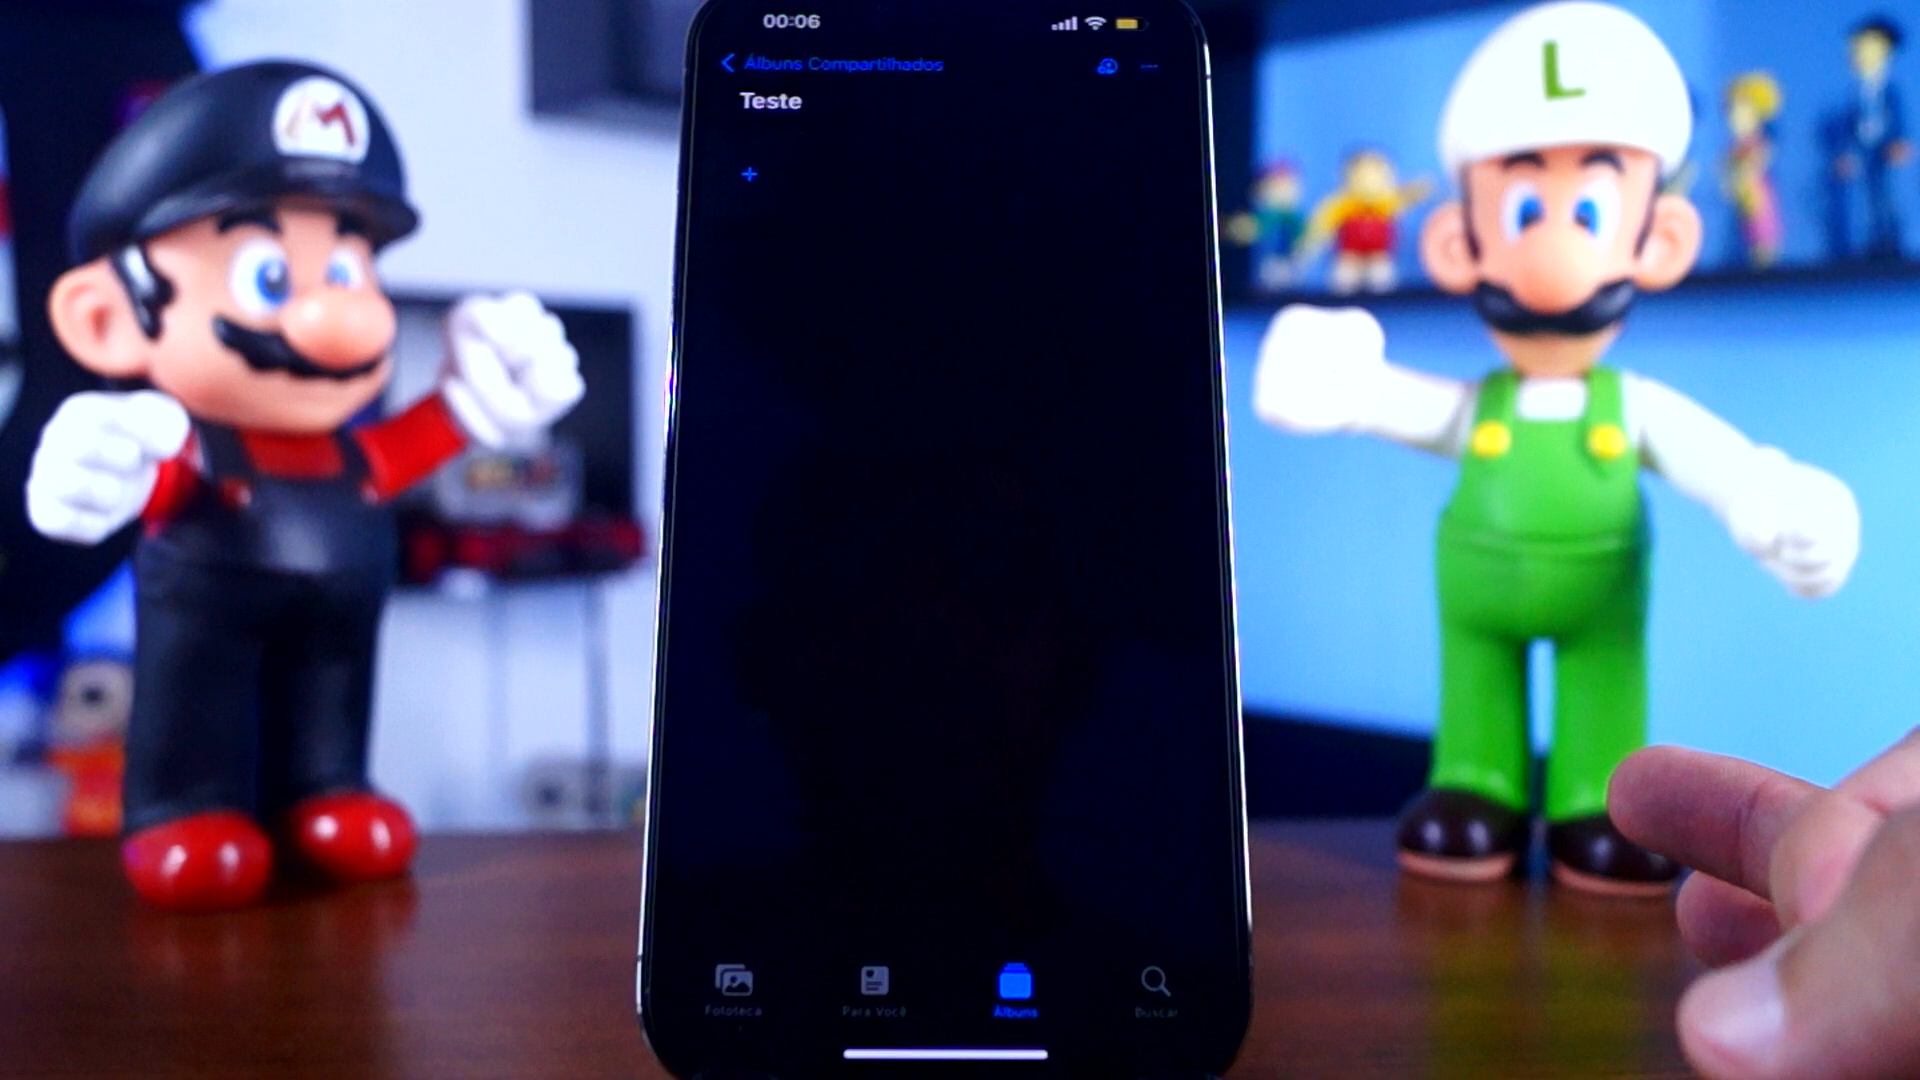 00:06
Álbuns Compartilhados
Teste
Fototeca
Para Você
Álbuns
Buscar
M
L